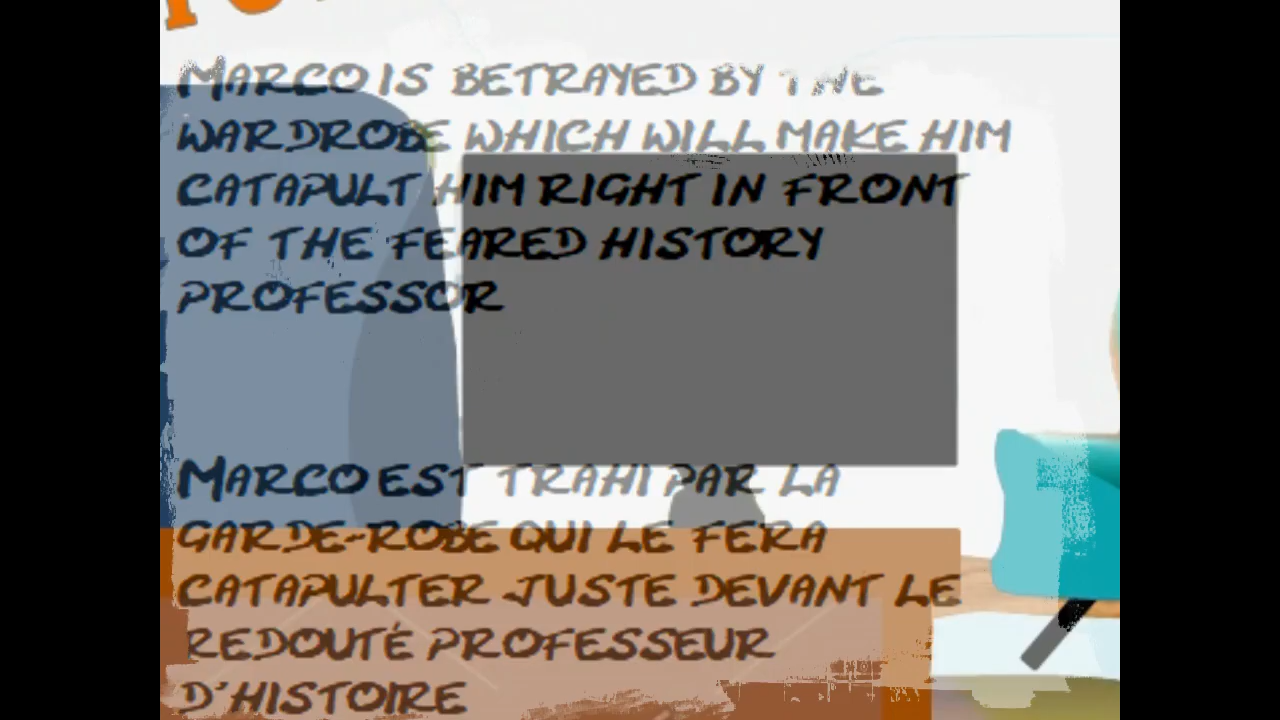 MARCO IS BETRAYED BY THE
WARDROBE WHICH WILL MAKE HIM
CATAPULT HIM RIGHT IN FRONT
OF THE FEARED HISTORY
PROFESSOR
MARCO EST TRAHI PAR LA
GARDE-ROBE QUI LE FERA
CATAPULTER JUSTE DEVANT LE
REDOUTÉ PROFESSEUR
D'HISTOIRE